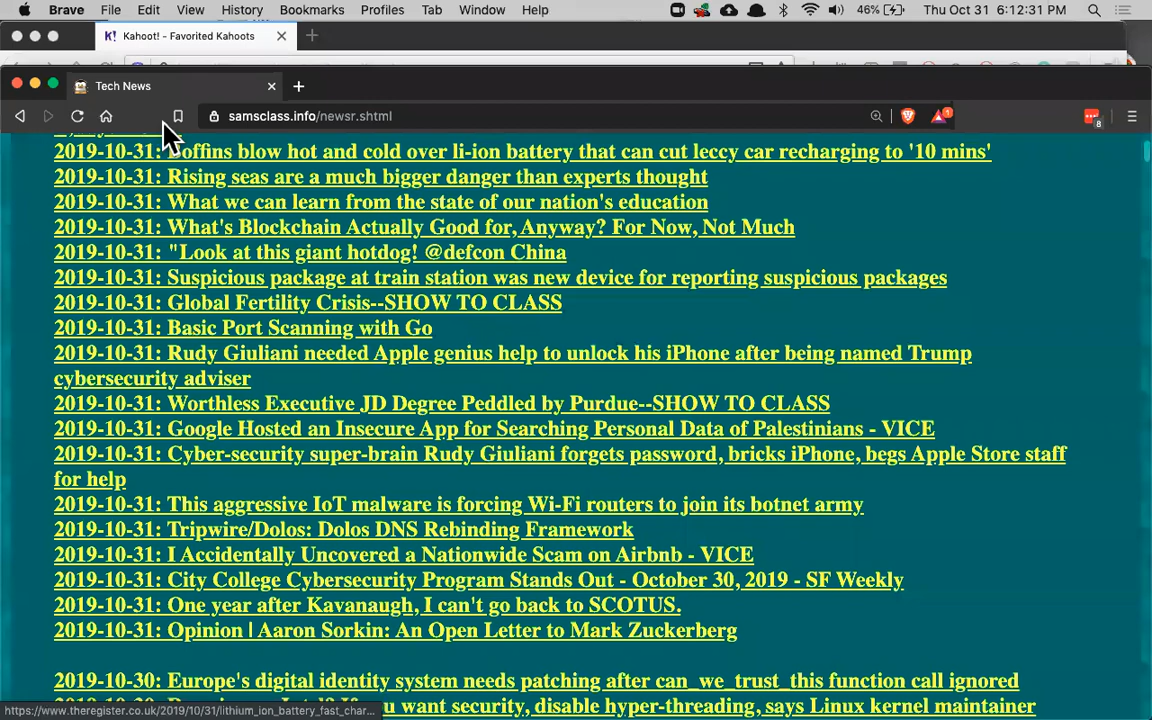 Brave File Edit View History Bookmarks Profiles Tab Window Help 46% Thu Oct 31 6:12:31 PM
K! Kahoot! - Favorited Kahoots
Tech News
samsclass.info/newsr.shtml 1 8
2019-10-31: Boffins blow hot and cold over li-ion battery that can cut leccy car recharging to '10 mins'
2019-10-31: Rising seas are a much bigger danger than experts thought
2019-10-31: What we can learn from the state of our nation's education
2019-10-31: What's Blockchain Actually Good for, Anyway? For Now, Not Much
2019-10-31: "Look at this giant hotdog! @defcon China
2019-10-31: Suspicious package at train station was new device for reporting suspicious packages
2019-10-31: Global Fertility Crisis--SHOW TO CLASS
2019-10-31: Basic Port Scanning with Go
2019-10-31: Rudy Giuliani needed Apple genius help to unlock his iPhone after being named Trump
cybersecurity adviser
2019-10-31: Worthless Executive JD Degree Peddled by Purdue--SHOW TO CLASS
2019-10-31: Google Hosted an Insecure App for Searching Personal Data of Palestinians - VICE
2019-10-31: Cyber-security super-brain Rudy Giuliani forgets password, bricks iPhone, begs Apple Store staff
for help
2019-10-31: This aggressive IoT malware is forcing Wi-Fi routers to join its botnet army
2019-10-31: Tripwire/Dolos: Dolos DNS Rebinding Framework
2019-10-31: I Accidentally Uncovered a Nationwide Scam on Airbnb - VICE
2019-10-31: City College Cybersecurity Program Stands Out - October 30, 2019 - SF Weekly
2019-10-31: One year after Kavanaugh, I can't go back to SCOTUS.
2019-10-31: Opinion | Aaron Sorkin: An Open Letter to Mark Zuckerberg
2019-10-30: Europe's digital identity system needs patching after can_we_trust_this function call ignored
u want security, disable hyper-threading, says Linux kernel maintainer
https://www.theregister.co.uk/2019/10/31/lithium_ion_battery_fast_char...